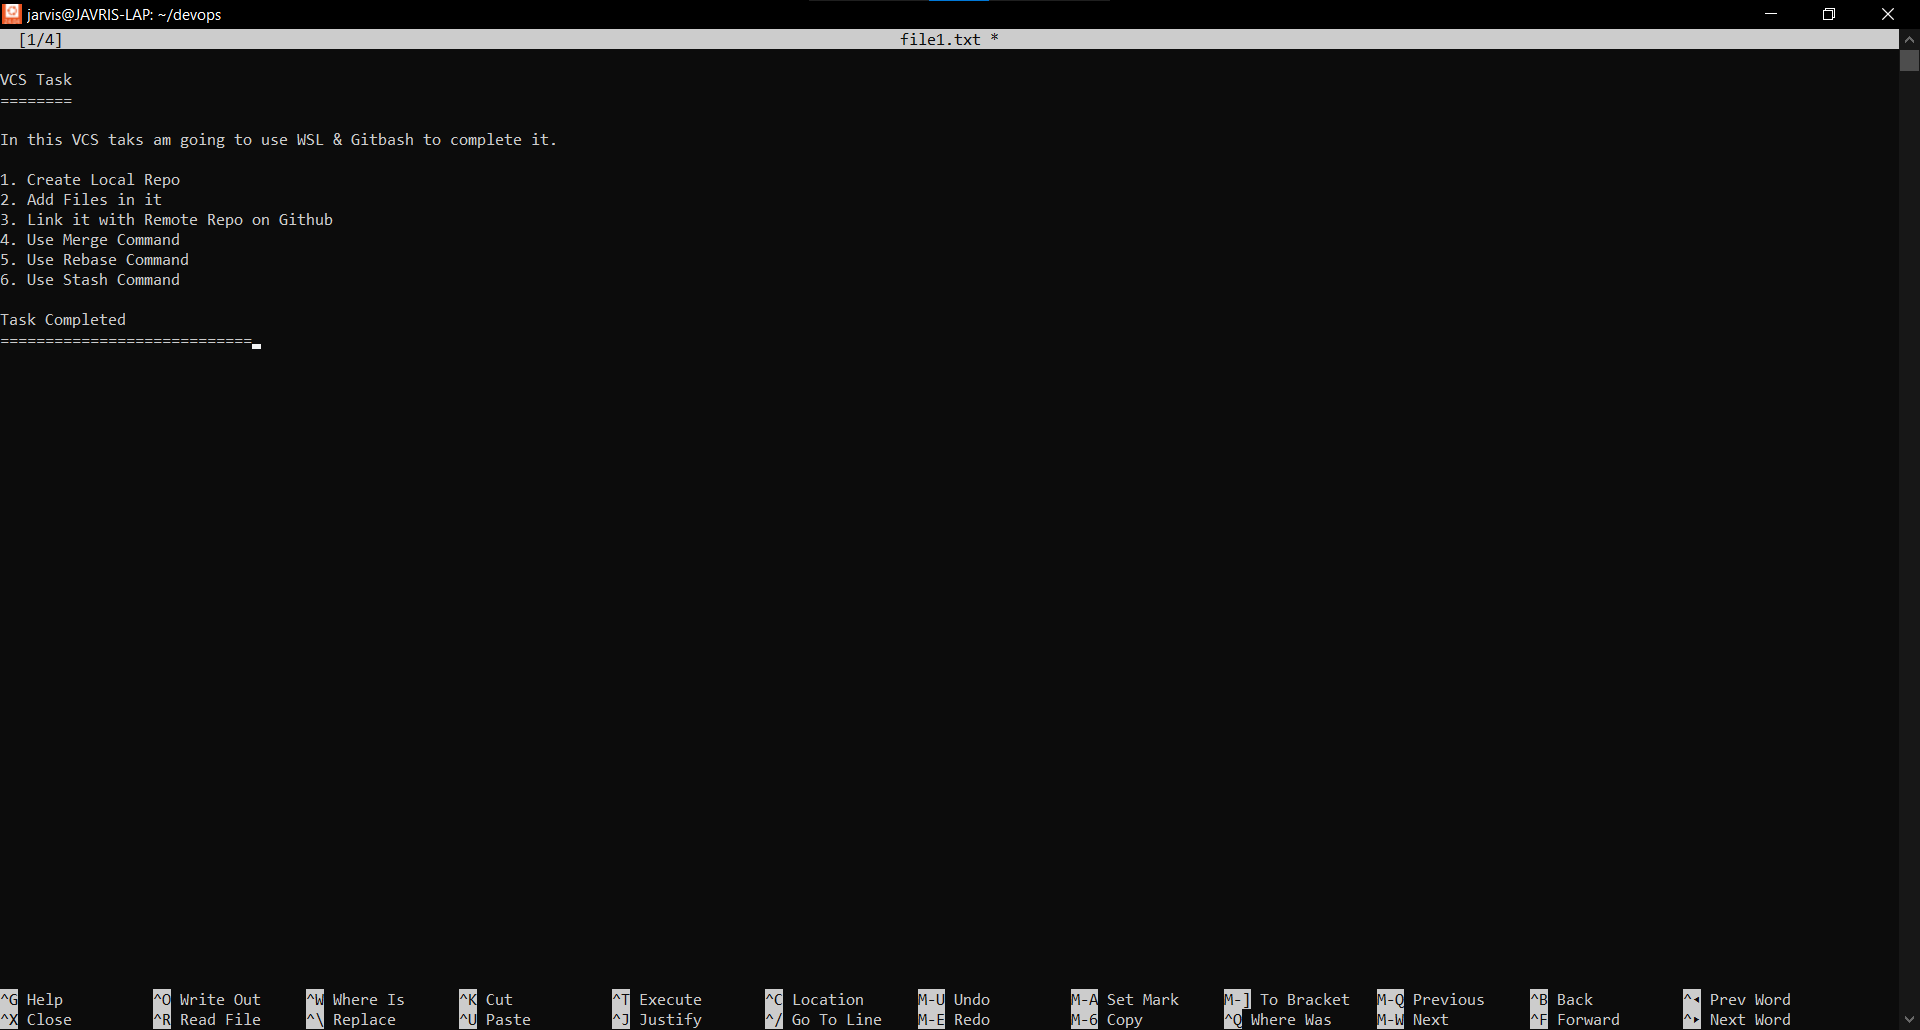 jarvis@JAVRIS-LAP: ~/devops
[1/4] file1.txt *
VCS Task
========
In this VCS taks am going to use WSL & Gitbash to complete it.
1. Create Local Repo
2. Add Files in it
3. Link it with Remote Repo on Github
4. Use Merge Command
5. Use Rebase Command
6. Use Stash Command
Task Completed
============================
^G Help ^O Write Out ^W Where Is ^K Cut ^T Execute ^C Location M-U Undo M-A Set Mark M-] To Bracket M-Q Previous ^B Back ^◂ Prev Word
^X Close ^R Read File ^\ Replace ^U Paste ^J Justify ^/ Go To Line M-E Redo M-6 Copy ^Q Where Was M-W Next ^F Forward ^▸ Next Word